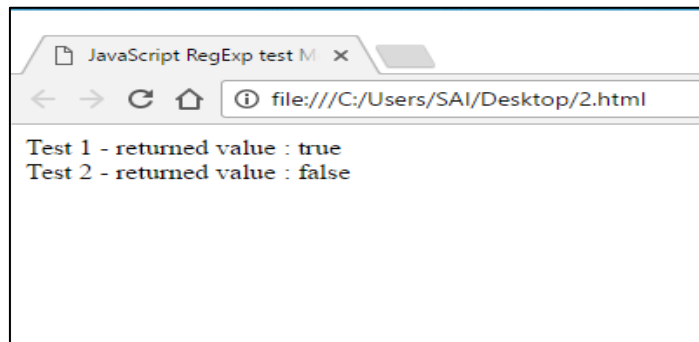 JavaScript RegExp test M
file:///C:/Users/SAI/Desktop/2.html
Test 1 - returned value : true
Test 2 - returned value : false